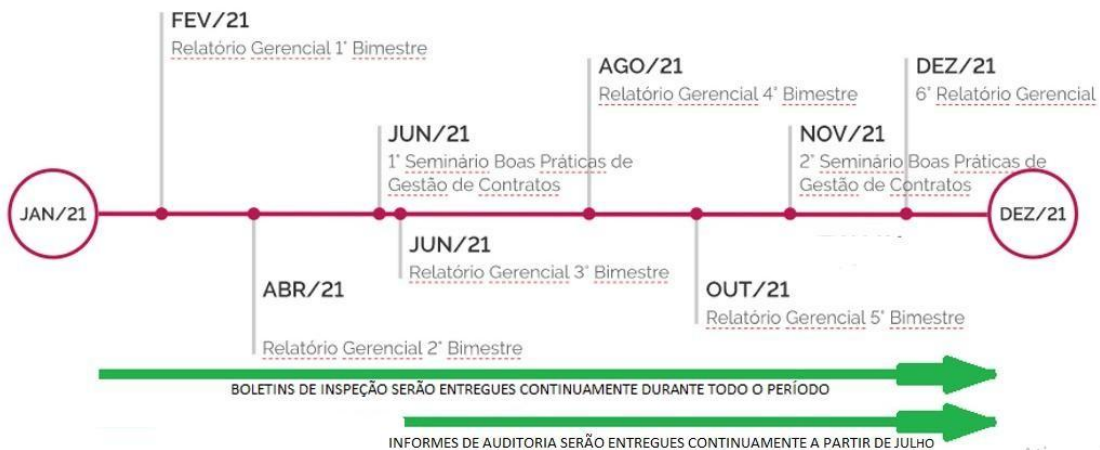 FEV/21
Relatório Gerencial 1° Bimestre
AGO/21
Relatório Gerencial 4° Bimestre
DEZ/21
6° Relatório Gerencial
JUN/21
1° Seminário Boas Práticas de
Gestão de Contratos
NOV/21
2° Seminário Boas Práticas de
Gestão de Contratos
JAN/21
DEZ/21
ABR/21
Relatório Gerencial 2° Bimestre
JUN/21
Relatório Gerencial 3° Bimestre
OUT/21
Relatório Gerencial 5° Bimestre
BOLETINS DE INSPEÇÃO SERÃO ENTREGUES CONTINUAMENTE DURANTE TODO O PERÍODO
INFORMES DE AUDITORIA SERÃO ENTREGUES CONTINUAMENTE A PARTIR DE JULHO